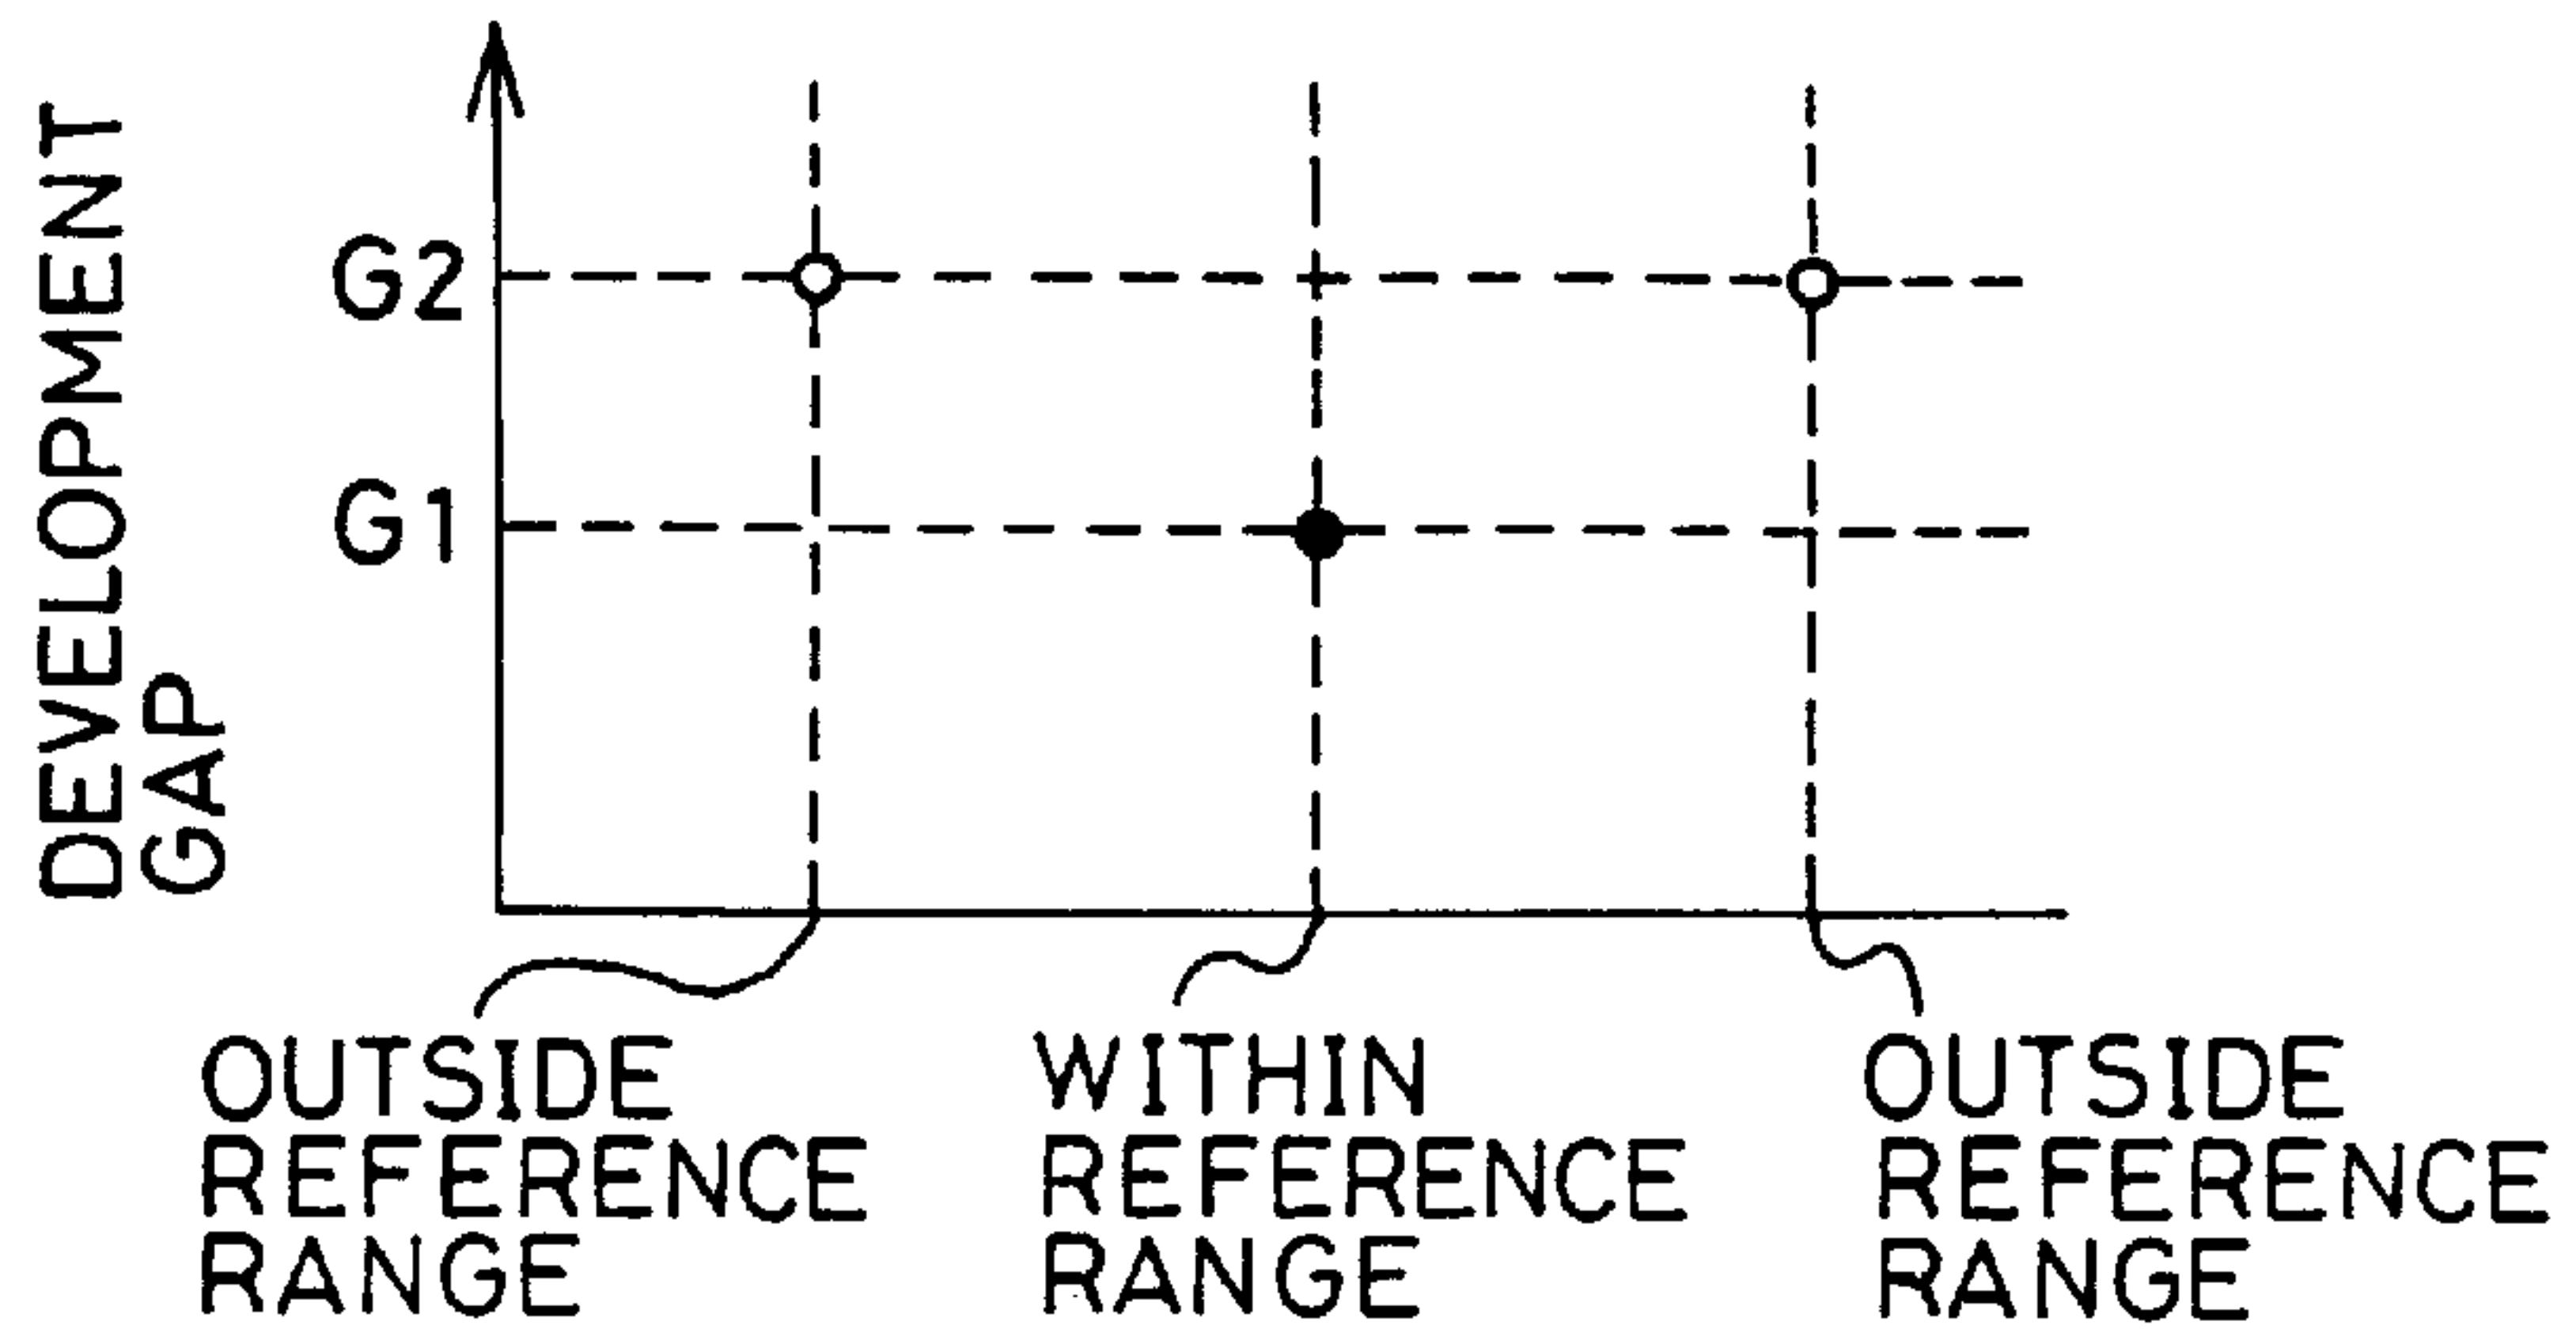 DEVELOPMENT
GAP
G2
G1
OUTSIDE
REFERENCE
RANGE
WITHIN
REFERENCE
RANGE
OUTSIDE
REFERENCE
RANGE